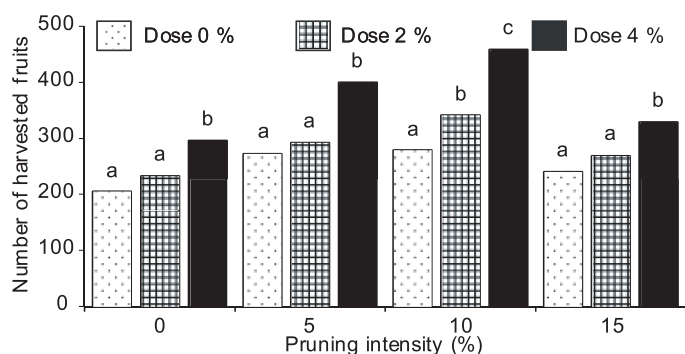 Number of harvested fruits
500
400
300
200
100
0
Dose 0 % Dose 2 % Dose 4 %
a a b
a a b
a b c
a a b
0 5 10 15
Pruning intensity (%)